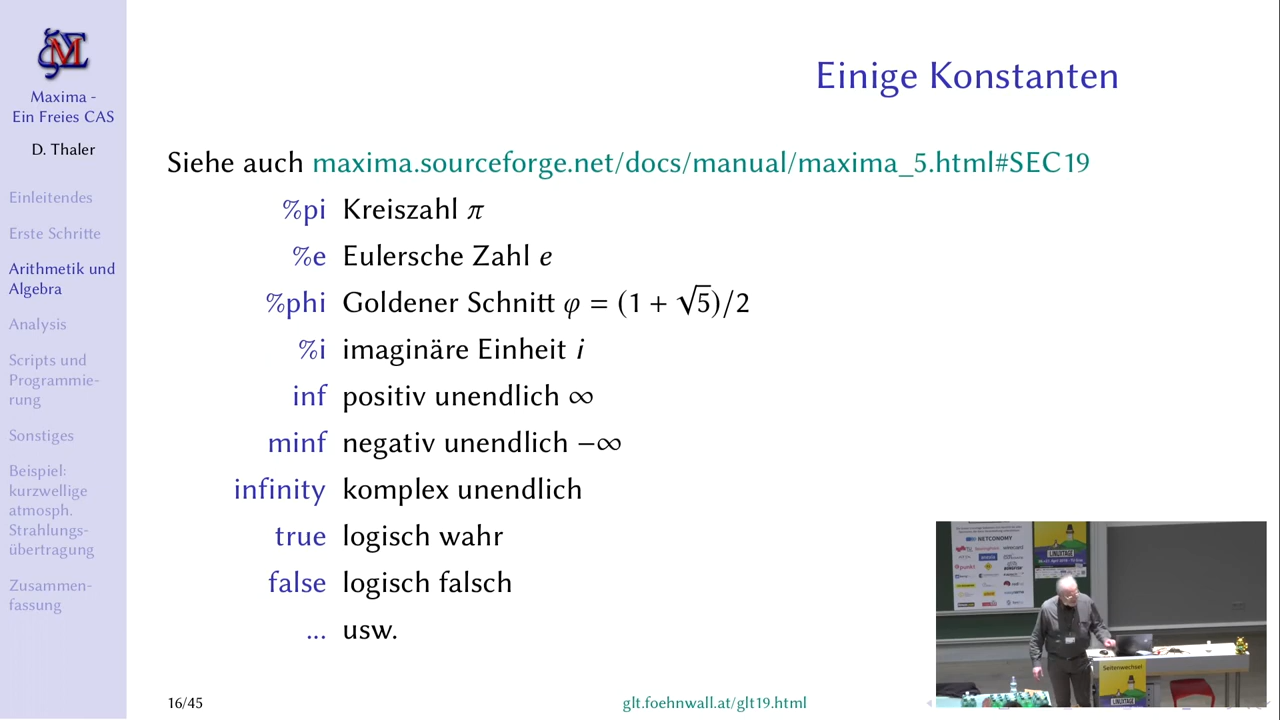 Maxima -
Ein Freies CAS
D. Thaler
Einleitendes
Erste Schritte
Arithmetik und
Algebra
Analysis
Scripts und
Programmie-
rung
Sonstiges
Beispiel:
kurzwellige
atmosph.
Strahlungs-
übertragung
Zusammen-
fassung
Einige Konstanten
Siehe auch maxima.sourceforge.net/docs/manual/maxima_5.html#SEC19
%pi Kreiszahl π
%e Eulersche Zahl e
%phi Goldener Schnitt φ = (1 + √5)/2
%i imaginäre Einheit i
inf positiv unendlich ∞
minf negativ unendlich −∞
infinity komplex unendlich
true logisch wahr
false logisch falsch
... usw.
16/45
glt.foehnwall.at/glt19.html
NETCONOMY
LINUXTAGE
Seitenwechsel
LINUXTAGE